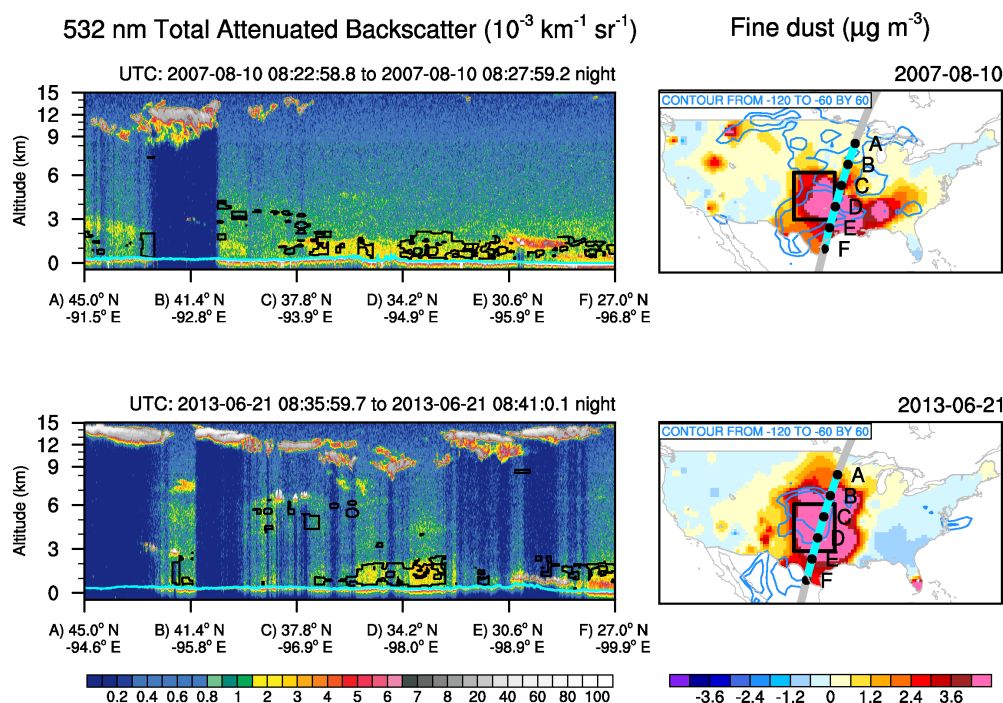 532 nm Total Attenuated Backscatter (10⁻³ km⁻¹ sr⁻¹)
Fine dust (μg m⁻³)
UTC: 2007-08-10 08:22:58.8 to 2007-08-10 08:27:59.2 night
2007-08-10
CONTOUR FROM -120 TO -60 BY 60
Altitude (km)
15
12
9
6
3
0
A
B
C
D
E
F
A) 45.0° N B) 41.4° N C) 37.8° N D) 34.2° N E) 30.6° N F) 27.0° N
-91.5° E -92.8° E -93.9° E -94.9° E -95.9° E -96.8° E
UTC: 2013-06-21 08:35:59.7 to 2013-06-21 08:41:0.1 night
2013-06-21
CONTOUR FROM -120 TO -60 BY 60
Altitude (km)
15
12
9
6
3
0
A
B
C
D
E
F
A) 45.0° N B) 41.4° N C) 37.8° N D) 34.2° N E) 30.6° N F) 27.0° N
-94.6° E -95.8° E -96.9° E -98.0° E -98.9° E -99.9° E
0.2 0.4 0.6 0.8 1 2 3 4 5 6 7 8 20 40 60 80 100
-3.6 -2.4 -1.2 0 1.2 2.4 3.6